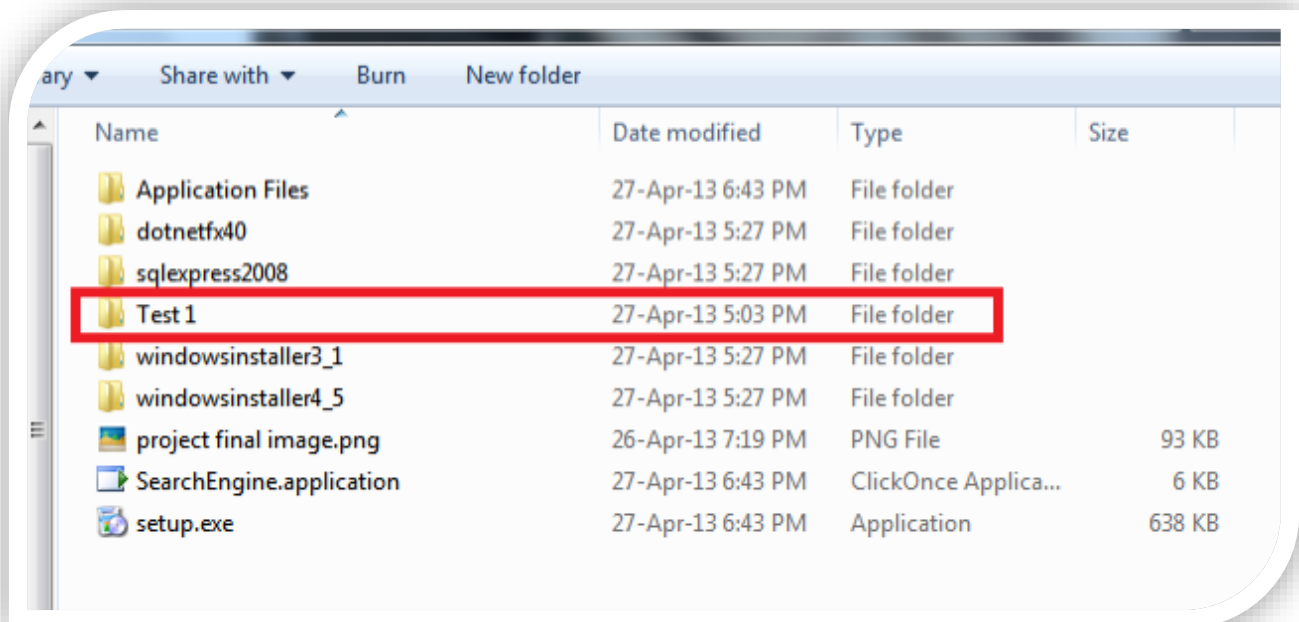 ary Share with Burn New folder
Name Date modified Type Size
Application Files 27-Apr-13 6:43 PM File folder
dotnetfx40 27-Apr-13 5:27 PM File folder
sqlexpress2008 27-Apr-13 5:27 PM File folder
Test 1 27-Apr-13 5:03 PM File folder
windowsinstaller3_1 27-Apr-13 5:27 PM File folder
windowsinstaller4_5 27-Apr-13 5:27 PM File folder
project final image.png 26-Apr-13 7:19 PM PNG File 93 KB
SearchEngine.application 27-Apr-13 6:43 PM ClickOnce Applica... 6 KB
setup.exe 27-Apr-13 6:43 PM Application 638 KB